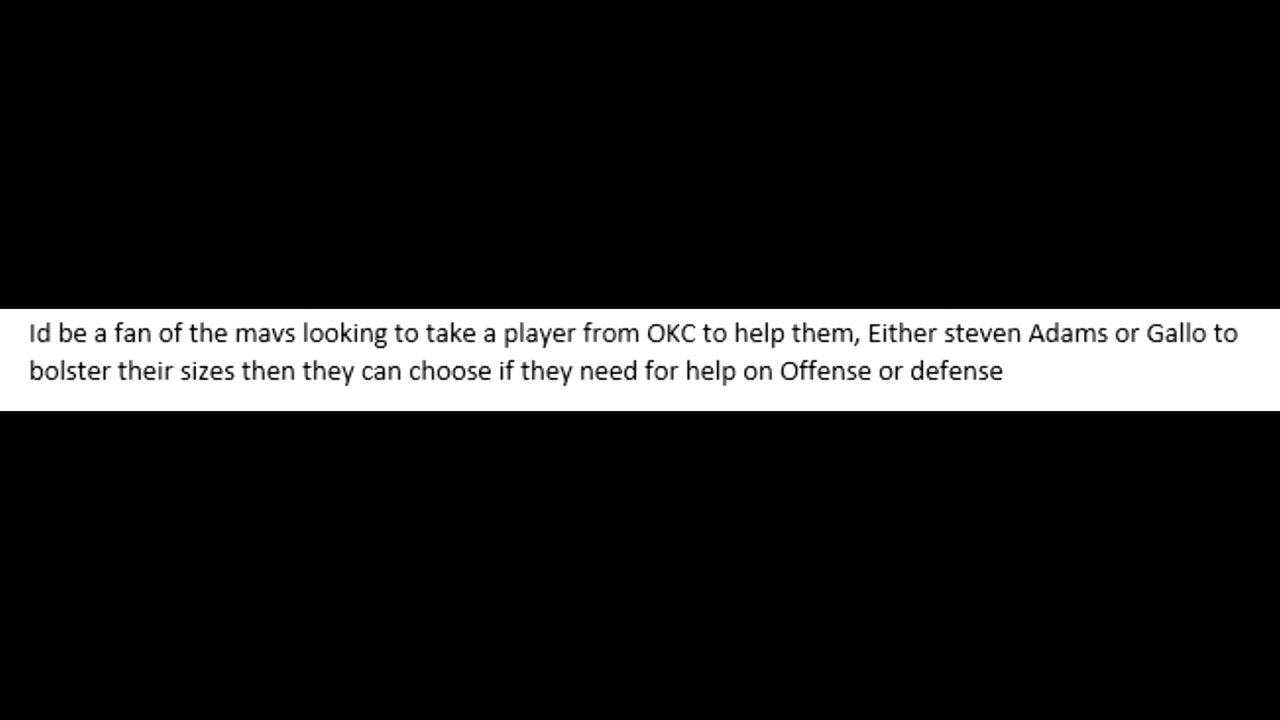 Id be a fan of the mavs looking to take a player from OKC to help them, Either steven Adams or Gallo to
bolster their sizes then they can choose if they need for help on Offense or defense